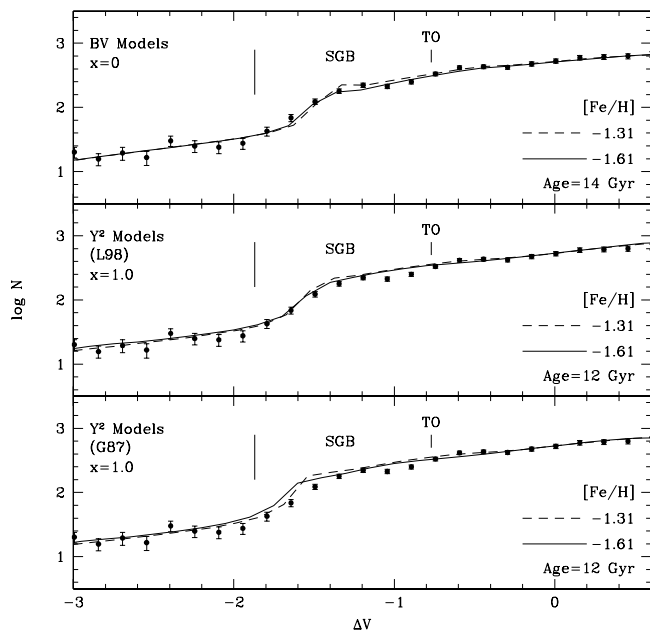 BV Models
x=0
SGB
TO
[Fe/H]
−1.31
−1.61
Age=14 Gyr
3
2
1
Y² Models
(L98)
x=1.0
SGB
TO
[Fe/H]
−1.31
−1.61
Age=12 Gyr
3
2
1
log N
Y² Models
(G87)
x=1.0
SGB
TO
[Fe/H]
−1.31
−1.61
Age=12 Gyr
3
2
1
−3
−2
−1
0
ΔV